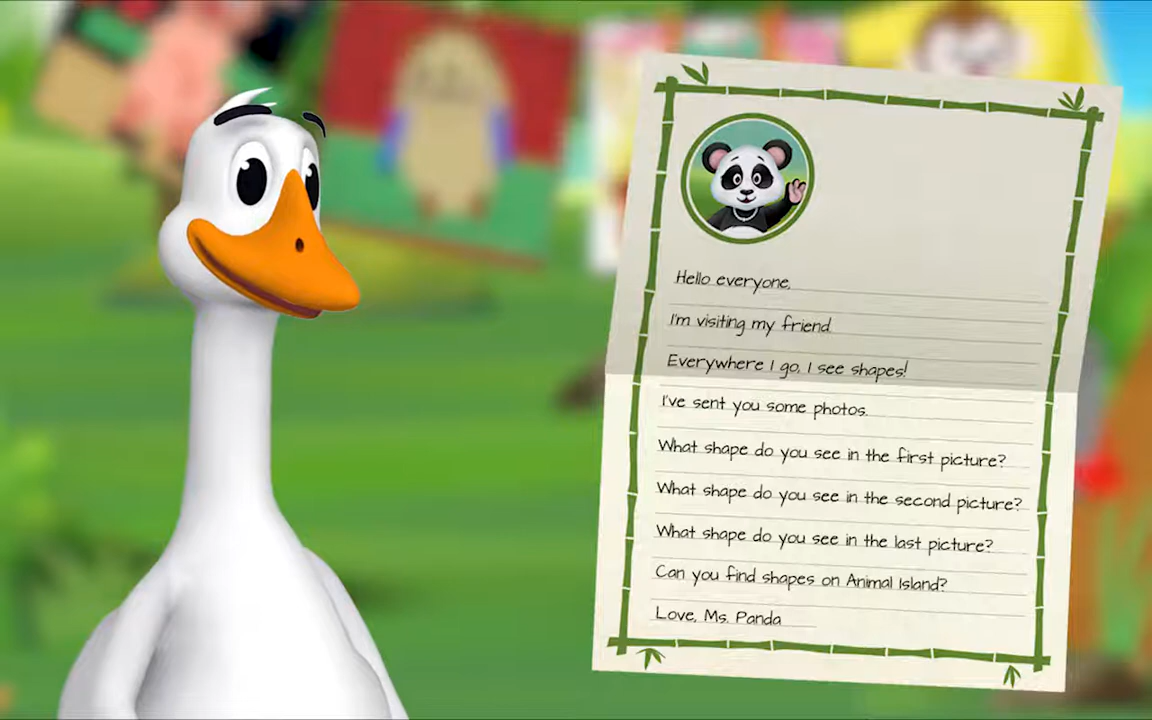 Hello everyone,
I'm visiting my friend.
Everywhere I go, I see shapes!
I've sent you some photos.
What shape do you see in the first picture?
What shape do you see in the second picture?
What shape do you see in the last picture?
Can you find shapes on Animal Island?
Love, Ms. Panda